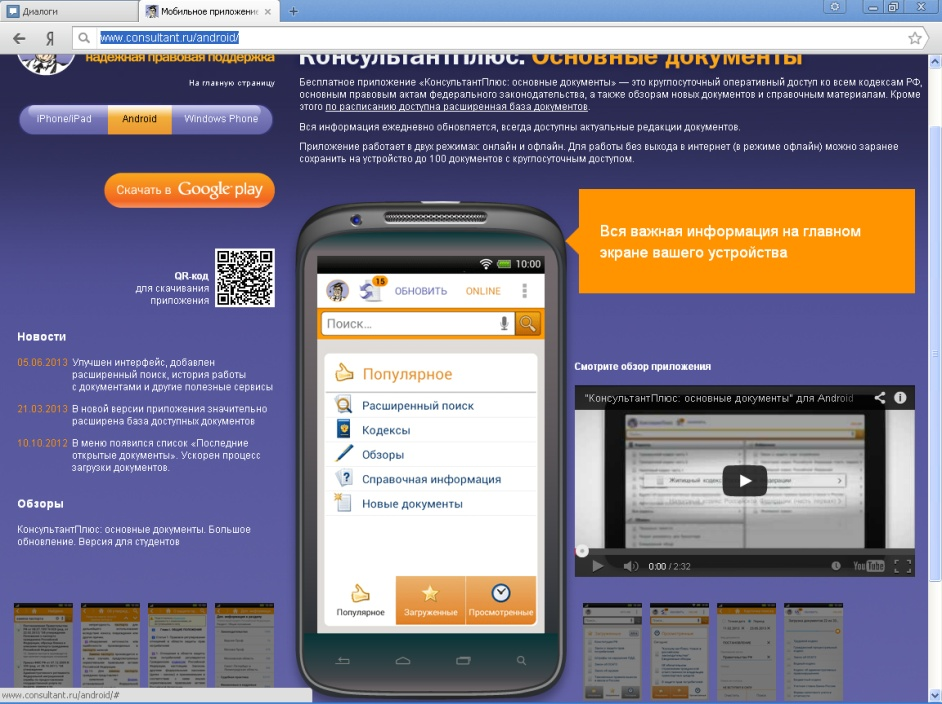 Диалоги
Мобильное приложени
www.consultant.ru/android/
надежная правовая поддержка
КонсультантПлюс: Основные документы
На главную страницу
iPhone/iPad
Android
Windows Phone
Скачать в Google play
QR-код
для скачивания
приложения
Новости
05.06.2013 Улучшен интерфейс, добавлен
расширенный поиск, история работы
с документами и другие полезные сервисы
21.03.2013 В новой версии приложения значительно
расширена база доступных документов
10.10.2012 В меню появился список «Последние
открытые документы». Ускорен процесс
загрузки документов.
Обзоры
КонсультантПлюс: основные документы. Большое
обновление. Версия для студентов
Бесплатное приложение «КонсультантПлюс: основные документы» — это круглосуточный оперативный доступ ко всем кодексам РФ,
основным правовым актам федерального законодательства, а также обзорам новых документов и справочным материалам. Кроме
этого по расписанию доступна расширенная база документов.
Вся информация ежедневно обновляется, всегда доступны актуальные редакции документов.
Приложение работает в двух режимах: онлайн и офлайн. Для работы без выхода в интернет (в режиме офлайн) можно заранее
сохранить на устройство до 100 документов с круглосуточным доступом.
10:00
15
ОБНОВИТЬ
ONLINE
Поиск...
Популярное
Расширенный поиск
Кодексы
Обзоры
Справочная информация
Новые документы
Популярное
Загруженные
Просмотренные
Вся важная информация на главном
экране вашего устройства
Смотрите обзор приложения
"КонсультантПлюс: основные документы" для Android
0:00 / 2:32
YouTube
www.consultant.ru/android/#